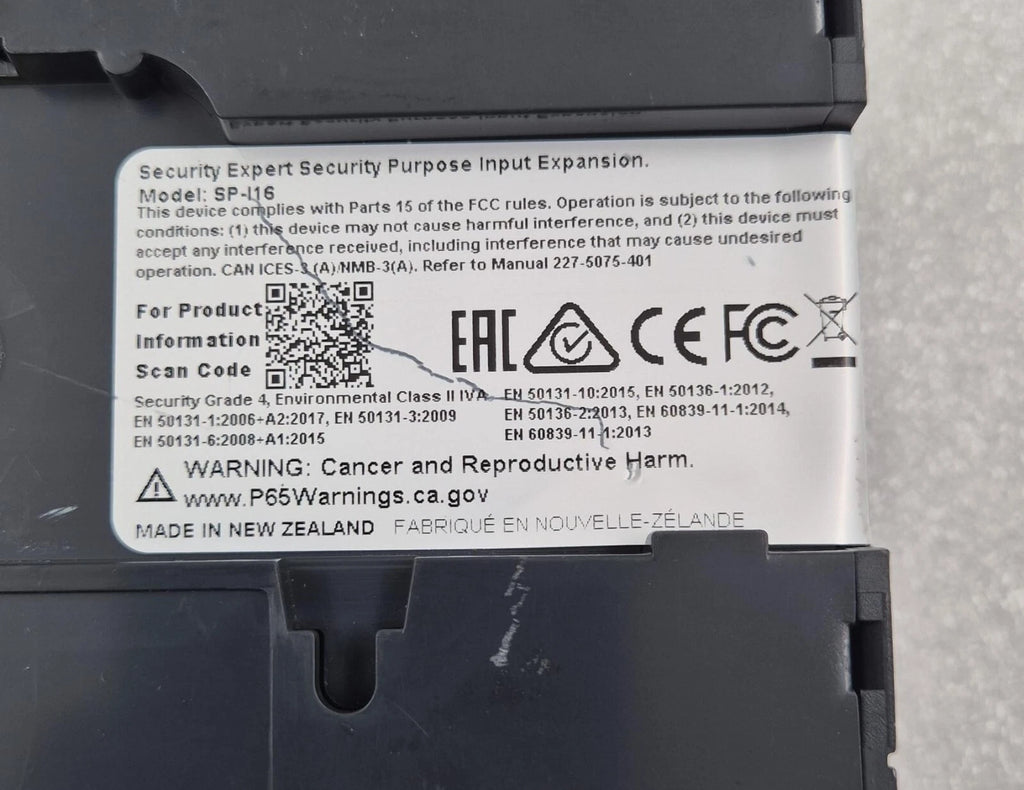 Security Expert Security Purpose Input Expansion.
Model: SP-I16
This device complies with Parts 15 of the FCC rules. Operation is subject to the following
conditions: (1) this device may not cause harmful interference, and (2) this device must
accept any interference received, including interference that may cause undesired
operation. CAN ICES-3 (A)/NMB-3(A). Refer to Manual 227-5075-401
For Product
Information
Scan Code
EAC
CE
FC
Security Grade 4, Environmental Class II IVA
EN 50131-1:2006+A2:2017, EN 50131-3:2009
EN 50131-6:2008+A1:2015
EN 50131-10:2015, EN 50136-1:2012,
EN 50136-2:2013, EN 60839-11-1:2014,
EN 60839-11-1:2013
WARNING: Cancer and Reproductive Harm.
www.P65Warnings.ca.gov
MADE IN NEW ZEALAND FABRIQUÉ EN NOUVELLE-ZÉLANDE